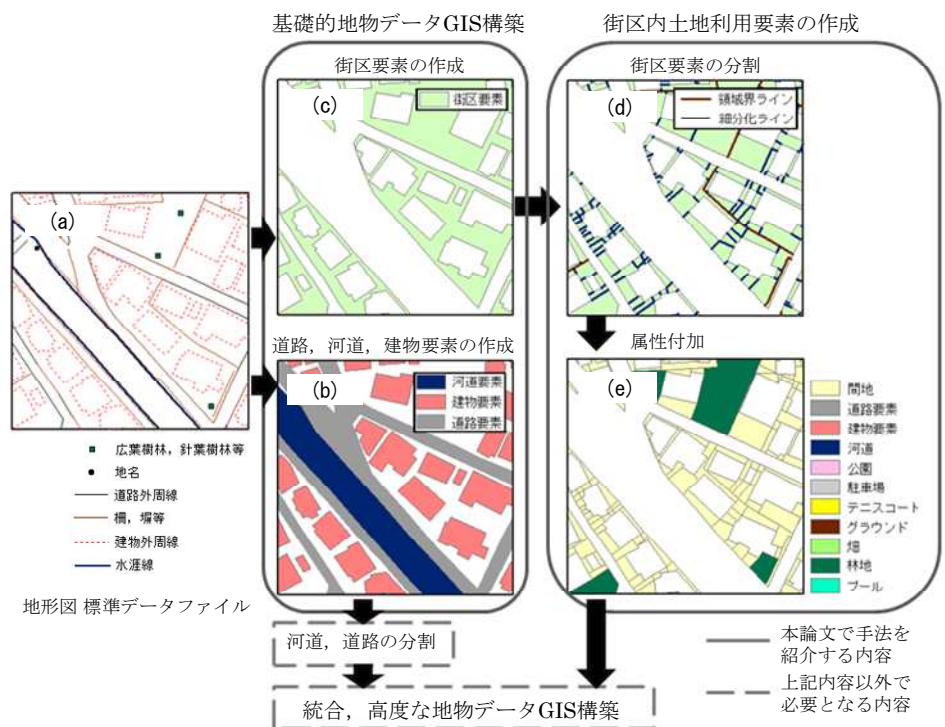 基礎的地物データGIS構築
街区内土地利用要素の作成
街区要素の作成
(c)
街区要素
街区要素の分割
(d)
領域界ライン
細分化ライン
(a)
広葉樹林，針葉樹林等
地名
道路外周線
柵，塀等
建物外周線
水涯線
地形図 標準データファイル
道路，河道，建物要素の作成
(b)
河道要素
建物要素
道路要素
属性付加
(e)
間地
道路要素
建物要素
河道
公園
駐車場
テニスコート
グラウンド
畑
林地
プール
河道，道路の分割
統合，高度な地物データGIS構築
本論文で手法を
紹介する内容
上記内容以外で
必要となる内容